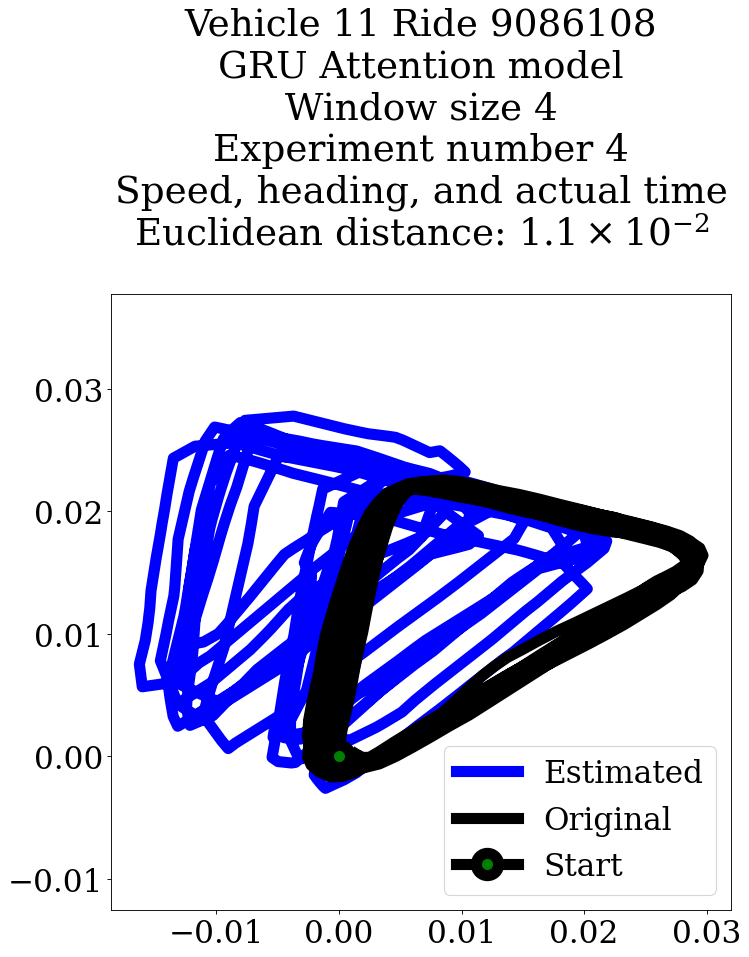 Vehicle 11 Ride 9086108
GRU Attention model
Window size 4
Experiment number 4
Speed, heading, and actual time
Euclidean distance: 1.1 × 10⁻²
0.03
0.02
0.01
0.00
−0.01
Estimated
Original
Start
−0.01 0.00 0.01 0.02 0.03